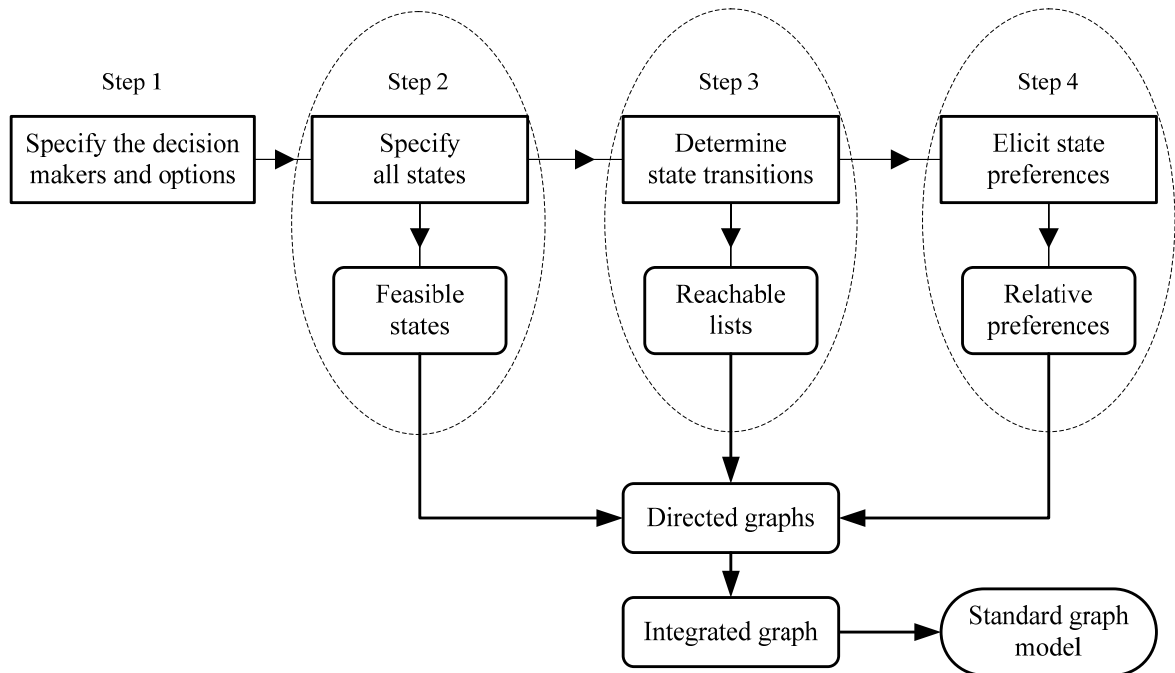 Step 1
Step 2
Step 3
Step 4
Specify the decision
makers and options
Specify
all states
Determine
state transitions
Elicit state
preferences
Feasible
states
Reachable
lists
Relative
preferences
Directed graphs
Integrated graph
Standard graph
model